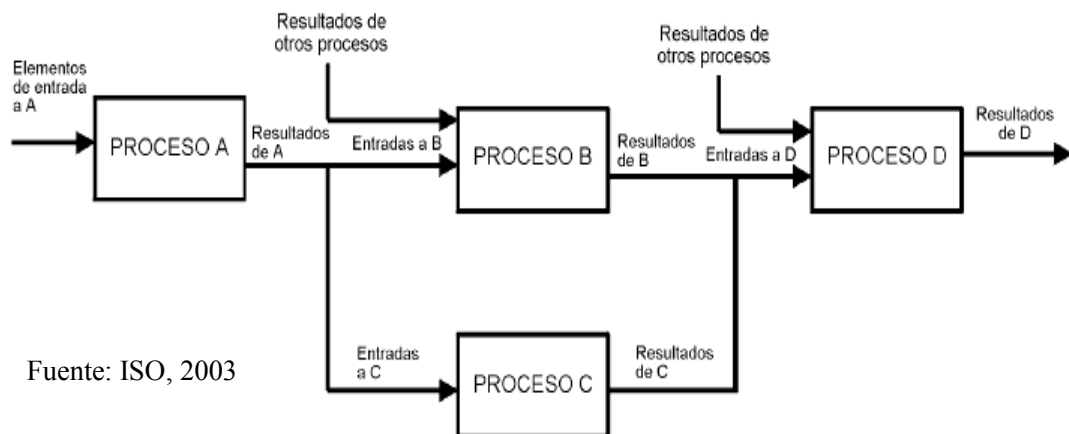 Resultados de
otros procesos
Resultados de
otros procesos
Elementos
de entrada
a A
PROCESO A
Resultados
de A
Entradas a B
PROCESO B
Resultados
de B
Entradas a D
PROCESO D
Resultados
de D
Entradas
a C
PROCESO C
Resultados
de C
Fuente: ISO, 2003